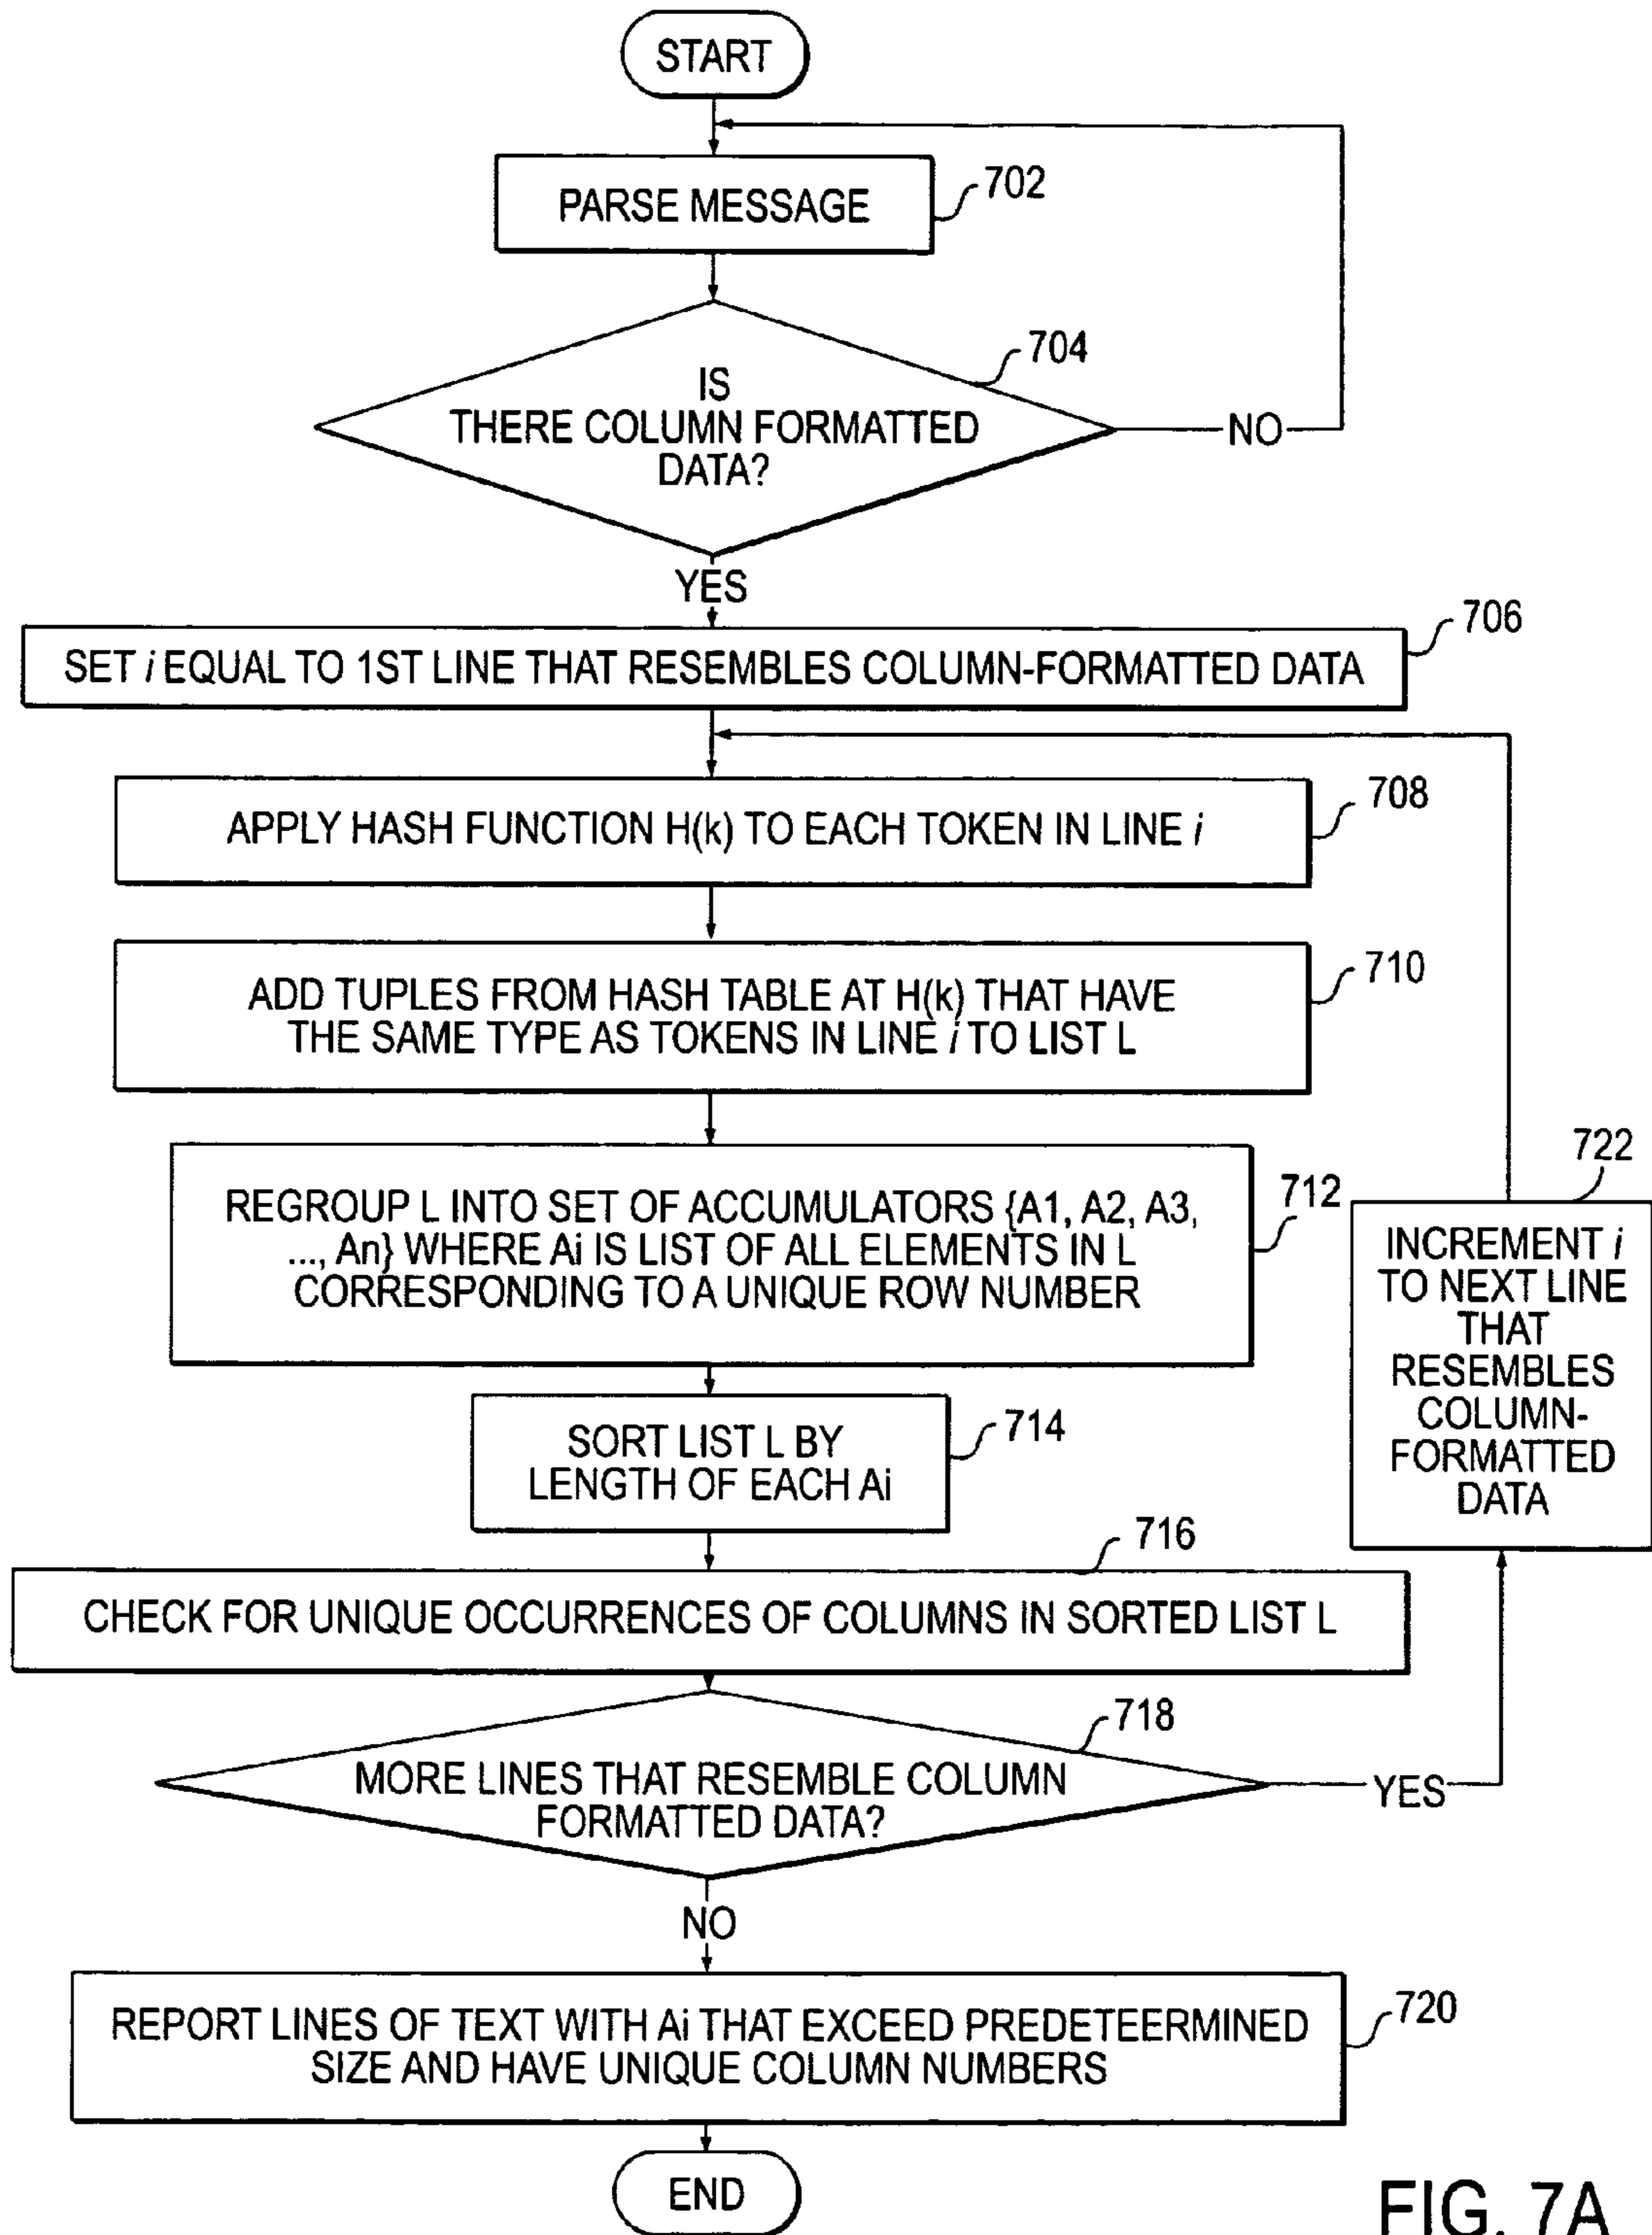 START
PARSE MESSAGE
702
IS
THERE COLUMN FORMATTED
DATA?
704
NO
YES
SET i EQUAL TO 1ST LINE THAT RESEMBLES COLUMN-FORMATTED DATA
706
APPLY HASH FUNCTION H(k) TO EACH TOKEN IN LINE i
708
ADD TUPLES FROM HASH TABLE AT H(k) THAT HAVE
THE SAME TYPE AS TOKENS IN LINE i TO LIST L
710
REGROUP L INTO SET OF ACCUMULATORS {A1, A2, A3,
..., An} WHERE Ai IS LIST OF ALL ELEMENTS IN L
CORRESPONDING TO A UNIQUE ROW NUMBER
712
722
INCREMENT i
TO NEXT LINE
THAT
RESEMBLES
COLUMN-
FORMATTED
DATA
SORT LIST L BY
LENGTH OF EACH Ai
714
716
CHECK FOR UNIQUE OCCURRENCES OF COLUMNS IN SORTED LIST L
718
MORE LINES THAT RESEMBLE COLUMN
FORMATTED DATA?
YES
NO
REPORT LINES OF TEXT WITH Ai THAT EXCEED PREDETEERMINED
SIZE AND HAVE UNIQUE COLUMN NUMBERS
720
END
FIG. 7A